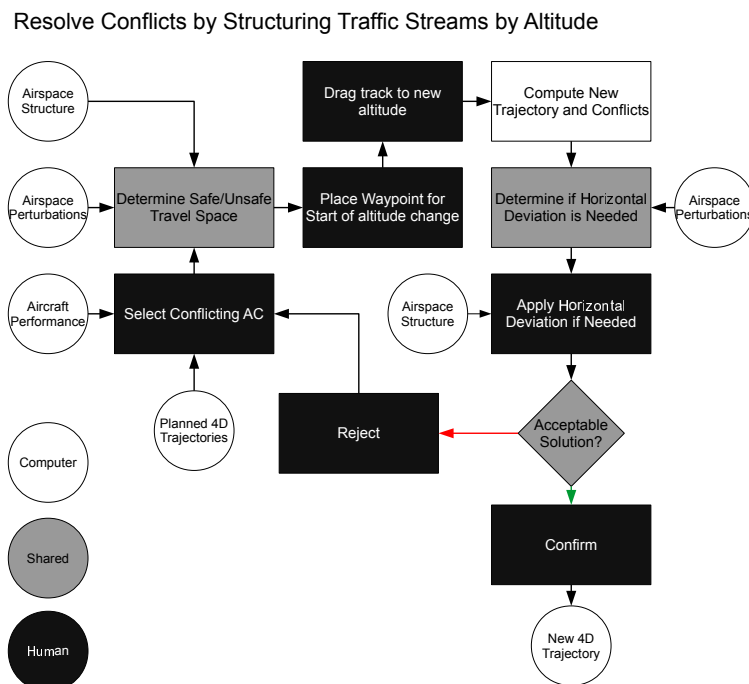 Resolve Conflicts by Structuring Traffic Streams by Altitude
Airspace
Structure
Drag track to new
altitude
Compute New
Trajectory and Conflicts
Airspace
Perturbations
Determine Safe/Unsafe
Travel Space
Place Waypoint for
Start of altitude change
Determine if Horizontal
Deviation is Needed
Airspace
Perturbations
Aircraft
Performance
Select Conflicting AC
Airspace
Structure
Apply Horizontal
Deviation if Needed
Planned 4D
Trajectories
Reject
Acceptable
Solution?
Computer
Shared
Confirm
Human
New 4D
Trajectory